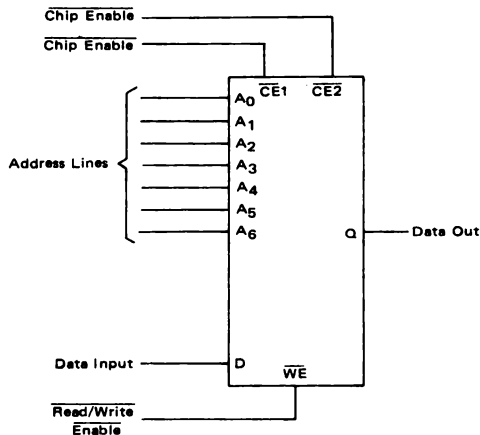 Chip Enable
Chip Enable
CE1 CE2
A0
A1
A2
Address Lines A3
A4
A5
A6
Q Data Out
Data Input D
WE
Read/Write
Enable